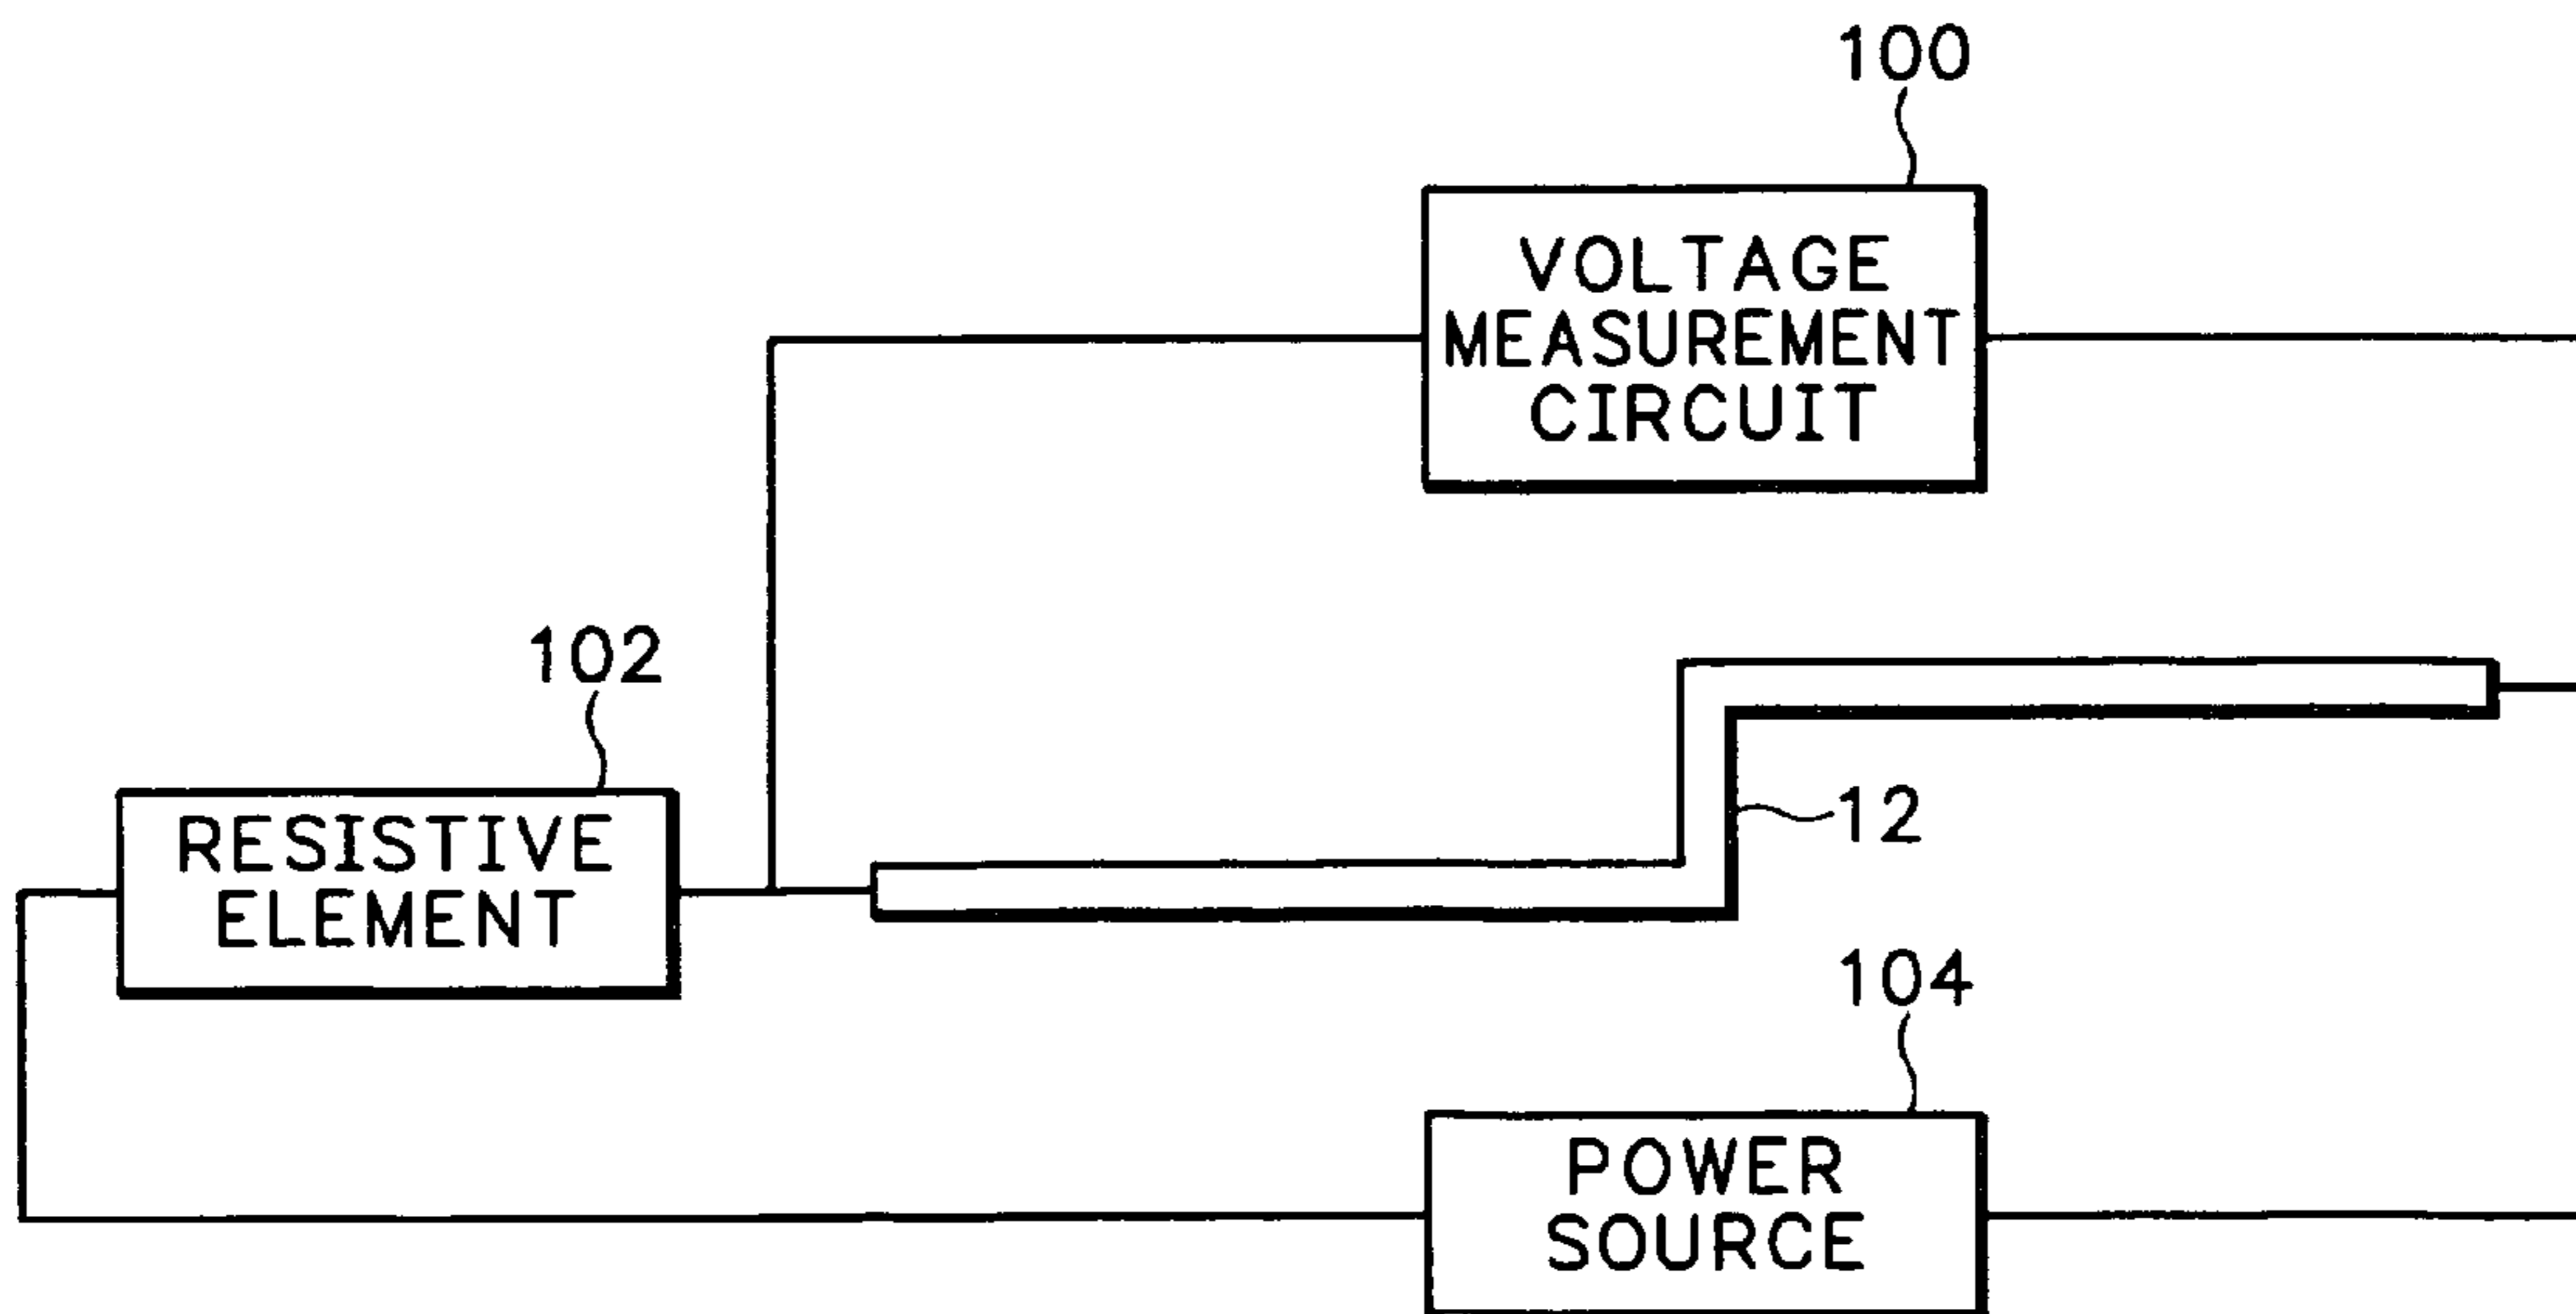 100
VOLTAGE
MEASUREMENT
CIRCUIT
102
RESISTIVE
ELEMENT
12
104
POWER
SOURCE